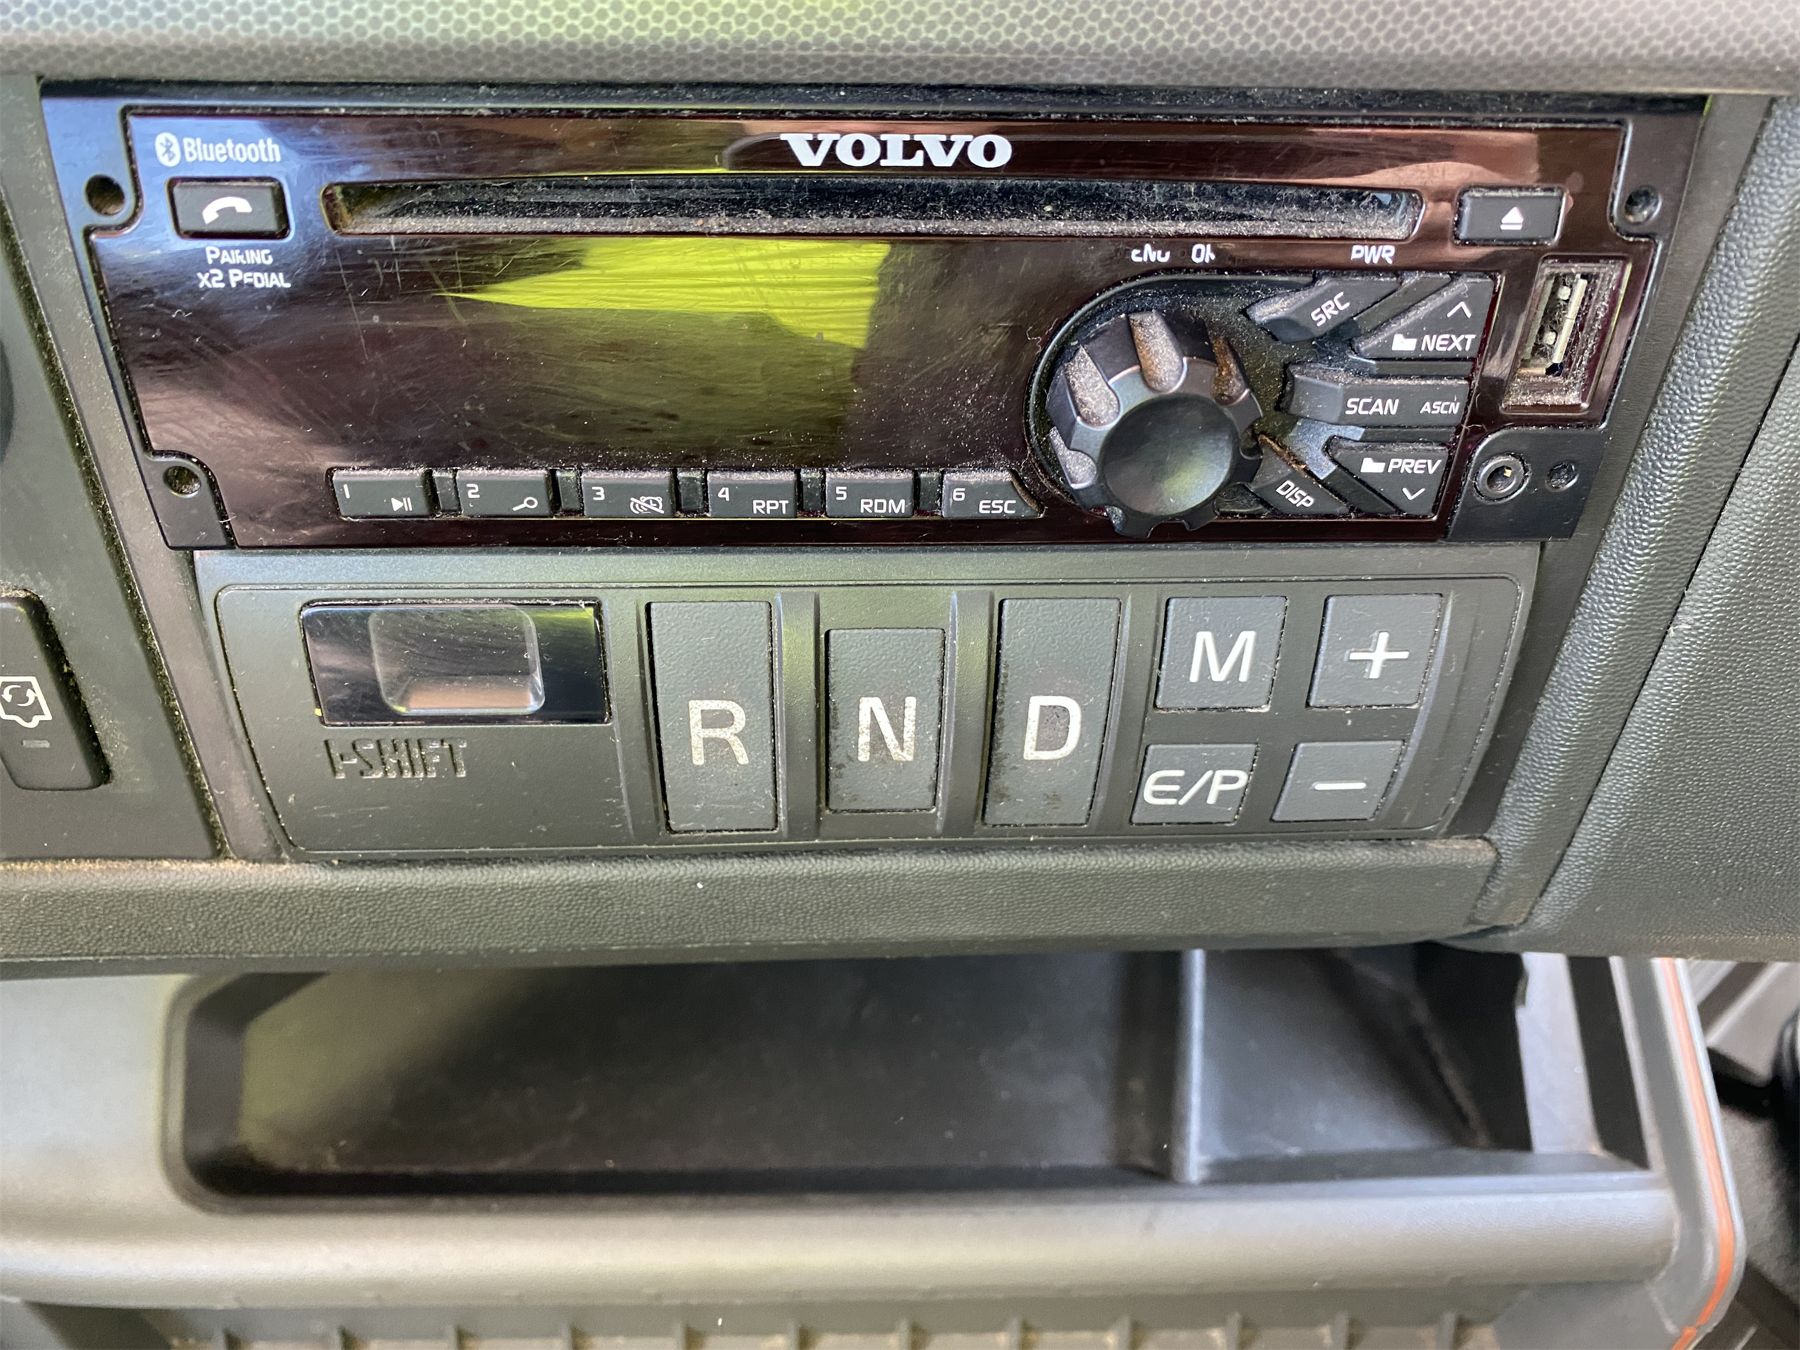 Bluetooth
VOLVO
PAIRING
X2 PEDIAL
PWR
SRC
NEXT
SCAN ASCN
PREV
DISP
1
2
3
4 RPT
5 RDM
6 ESC
I-SHIFT
R
N
D
M
+
E/P
−